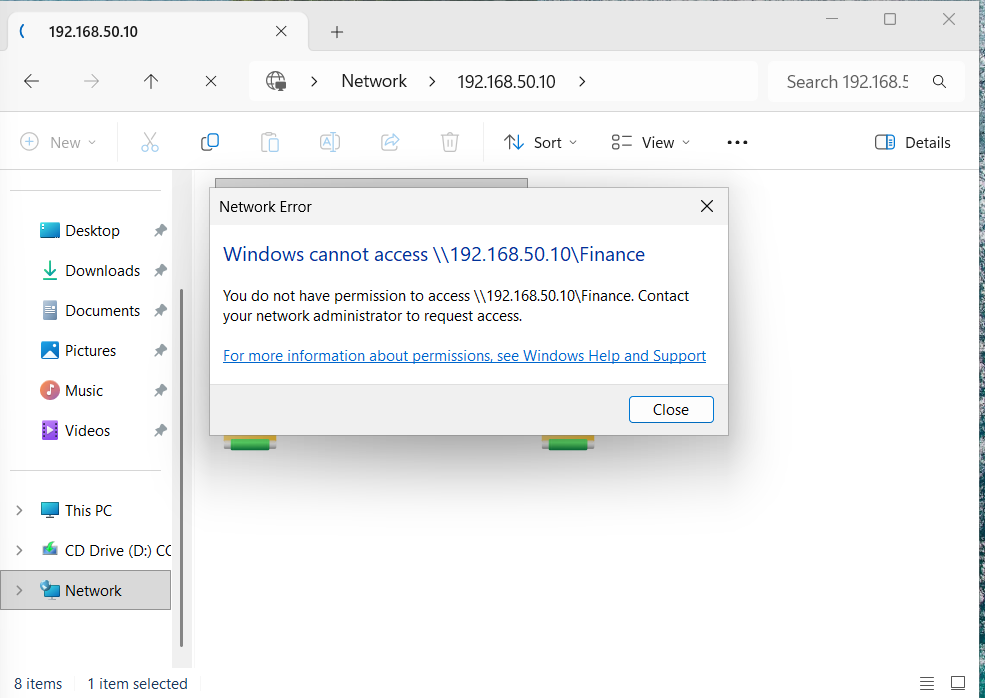 192.168.50.10
Network 192.168.50.10
Search 192.168.5
New Sort View Details
Network Error
Windows cannot access \\192.168.50.10\Finance
You do not have permission to access \\192.168.50.10\Finance. Contact
your network administrator to request access.
For more information about permissions, see Windows Help and Support
Close
Desktop
Downloads
Documents
Pictures
Music
Videos
This PC
CD Drive (D:) CC
Network
8 items 1 item selected